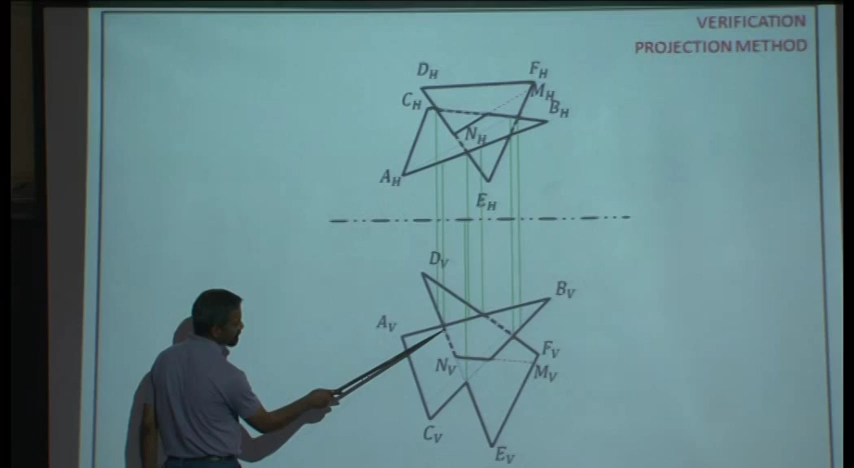 VERIFICATION
PROJECTION METHOD
D_H
F_H
C_H
M_H
B_H
N_H
A_H
E_H
D_V
B_V
A_V
N_V
F_V
M_V
C_V
E_V